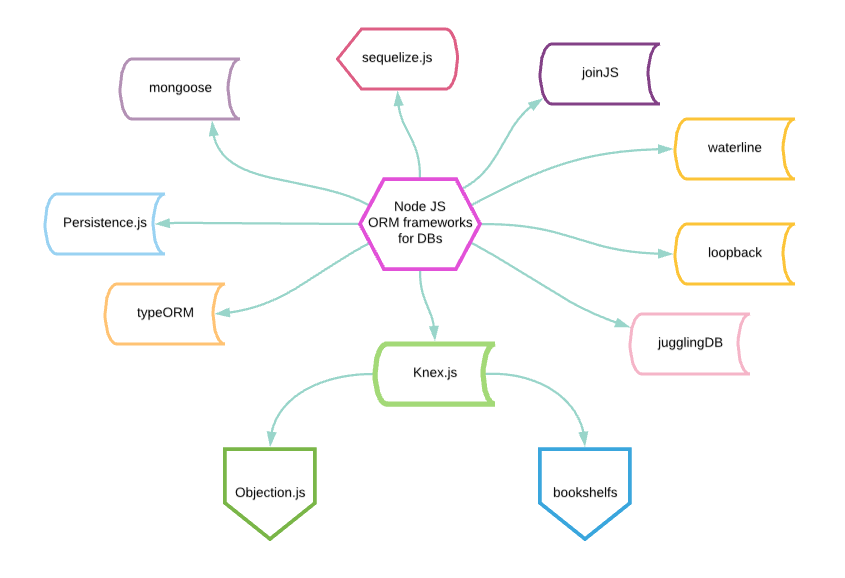 sequelize.js
joinJS
mongoose
waterline
Node JS
ORM frameworks
for DBs
Persistence.js
loopback
typeORM
jugglingDB
Knex.js
Objection.js
bookshelfs